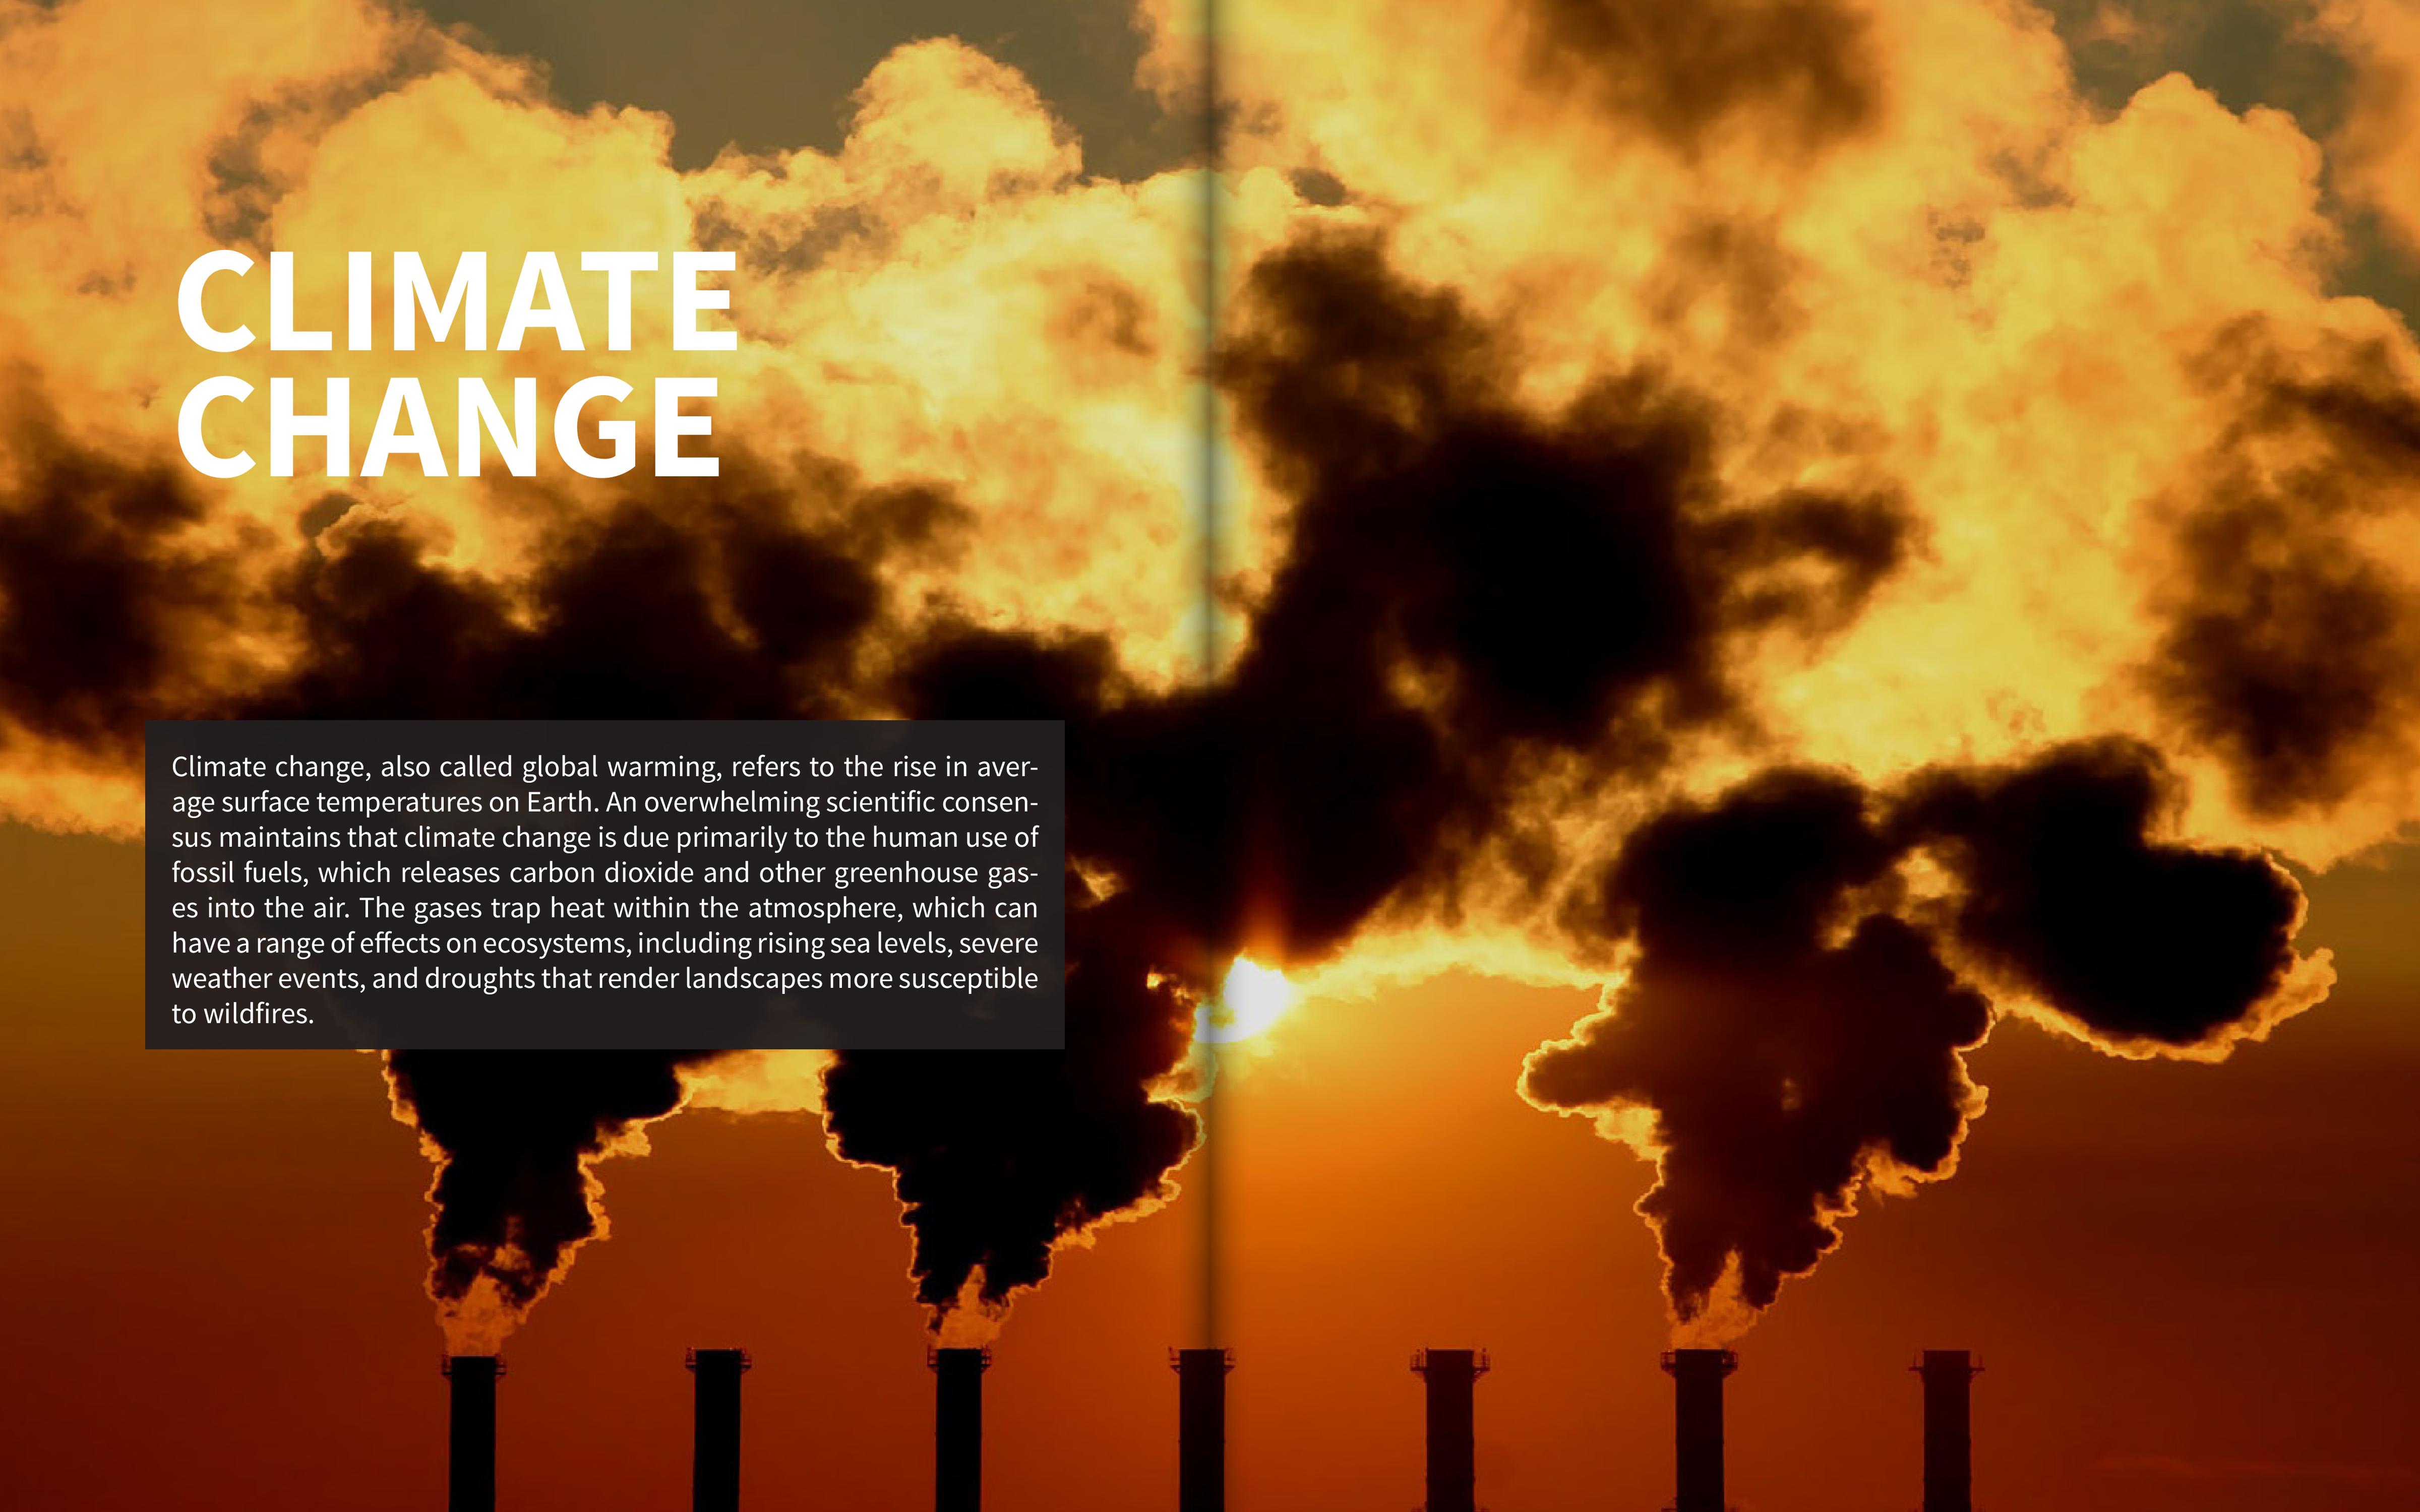 CLIMATE
CHANGE
Climate change, also called global warming, refers to the rise in aver-
age surface temperatures on Earth. An overwhelming scientific consen-
sus maintains that climate change is due primarily to the human use of
fossil fuels, which releases carbon dioxide and other greenhouse gas-
es into the air. The gases trap heat within the atmosphere, which can
have a range of effects on ecosystems, including rising sea levels, severe
weather events, and droughts that render landscapes more susceptible
to wildfires.